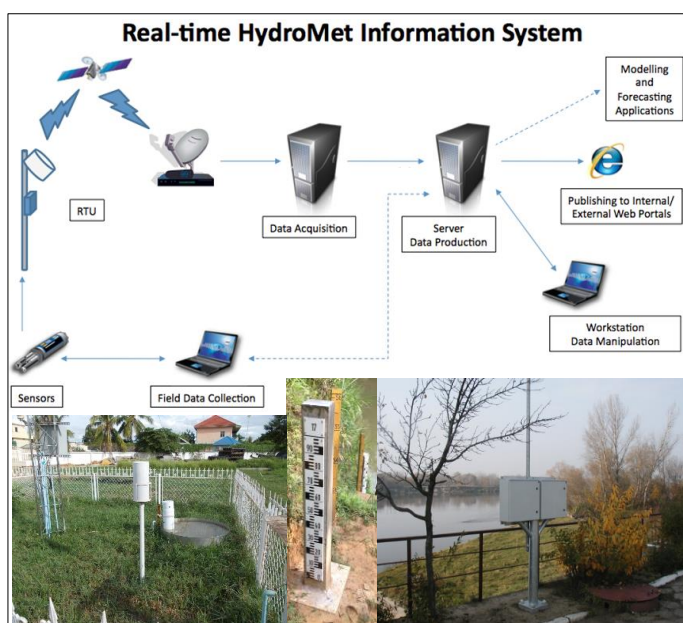 Real-time HydroMet Information System
Modelling
and
Forecasting
Applications
RTU
Data Acquisition
Server
Data Production
Publishing to Internal/
External Web Portals
Workstation
Data Manipulation
Sensors
Field Data Collection
17